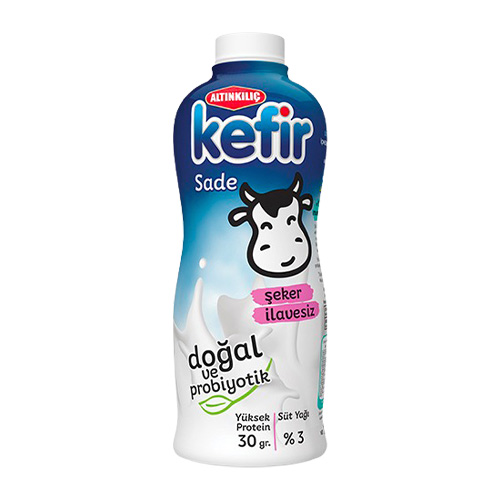 ALTINKILIÇ
kefir
Sade
şeker
ilavesiz
doğal
ve
probiyotik
Yüksek
Protein
30 gr.
Süt Yağı
% 3